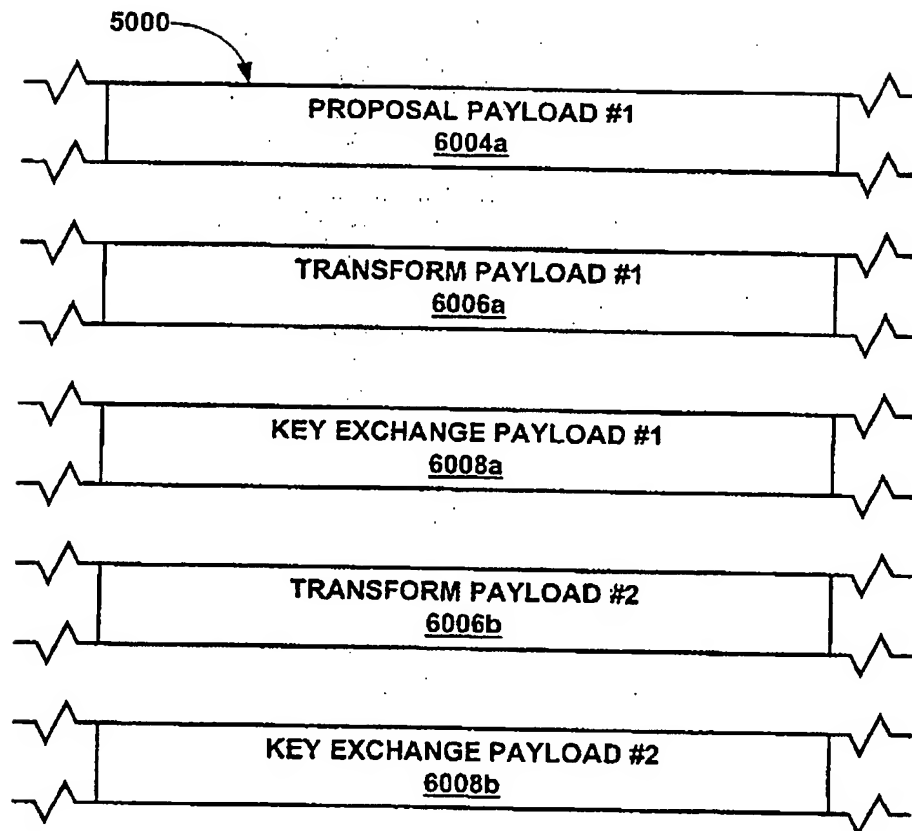 5000
PROPOSAL PAYLOAD #1
6004a
TRANSFORM PAYLOAD #1
6006a
KEY EXCHANGE PAYLOAD #1
6008a
TRANSFORM PAYLOAD #2
6006b
KEY EXCHANGE PAYLOAD #2
6008b